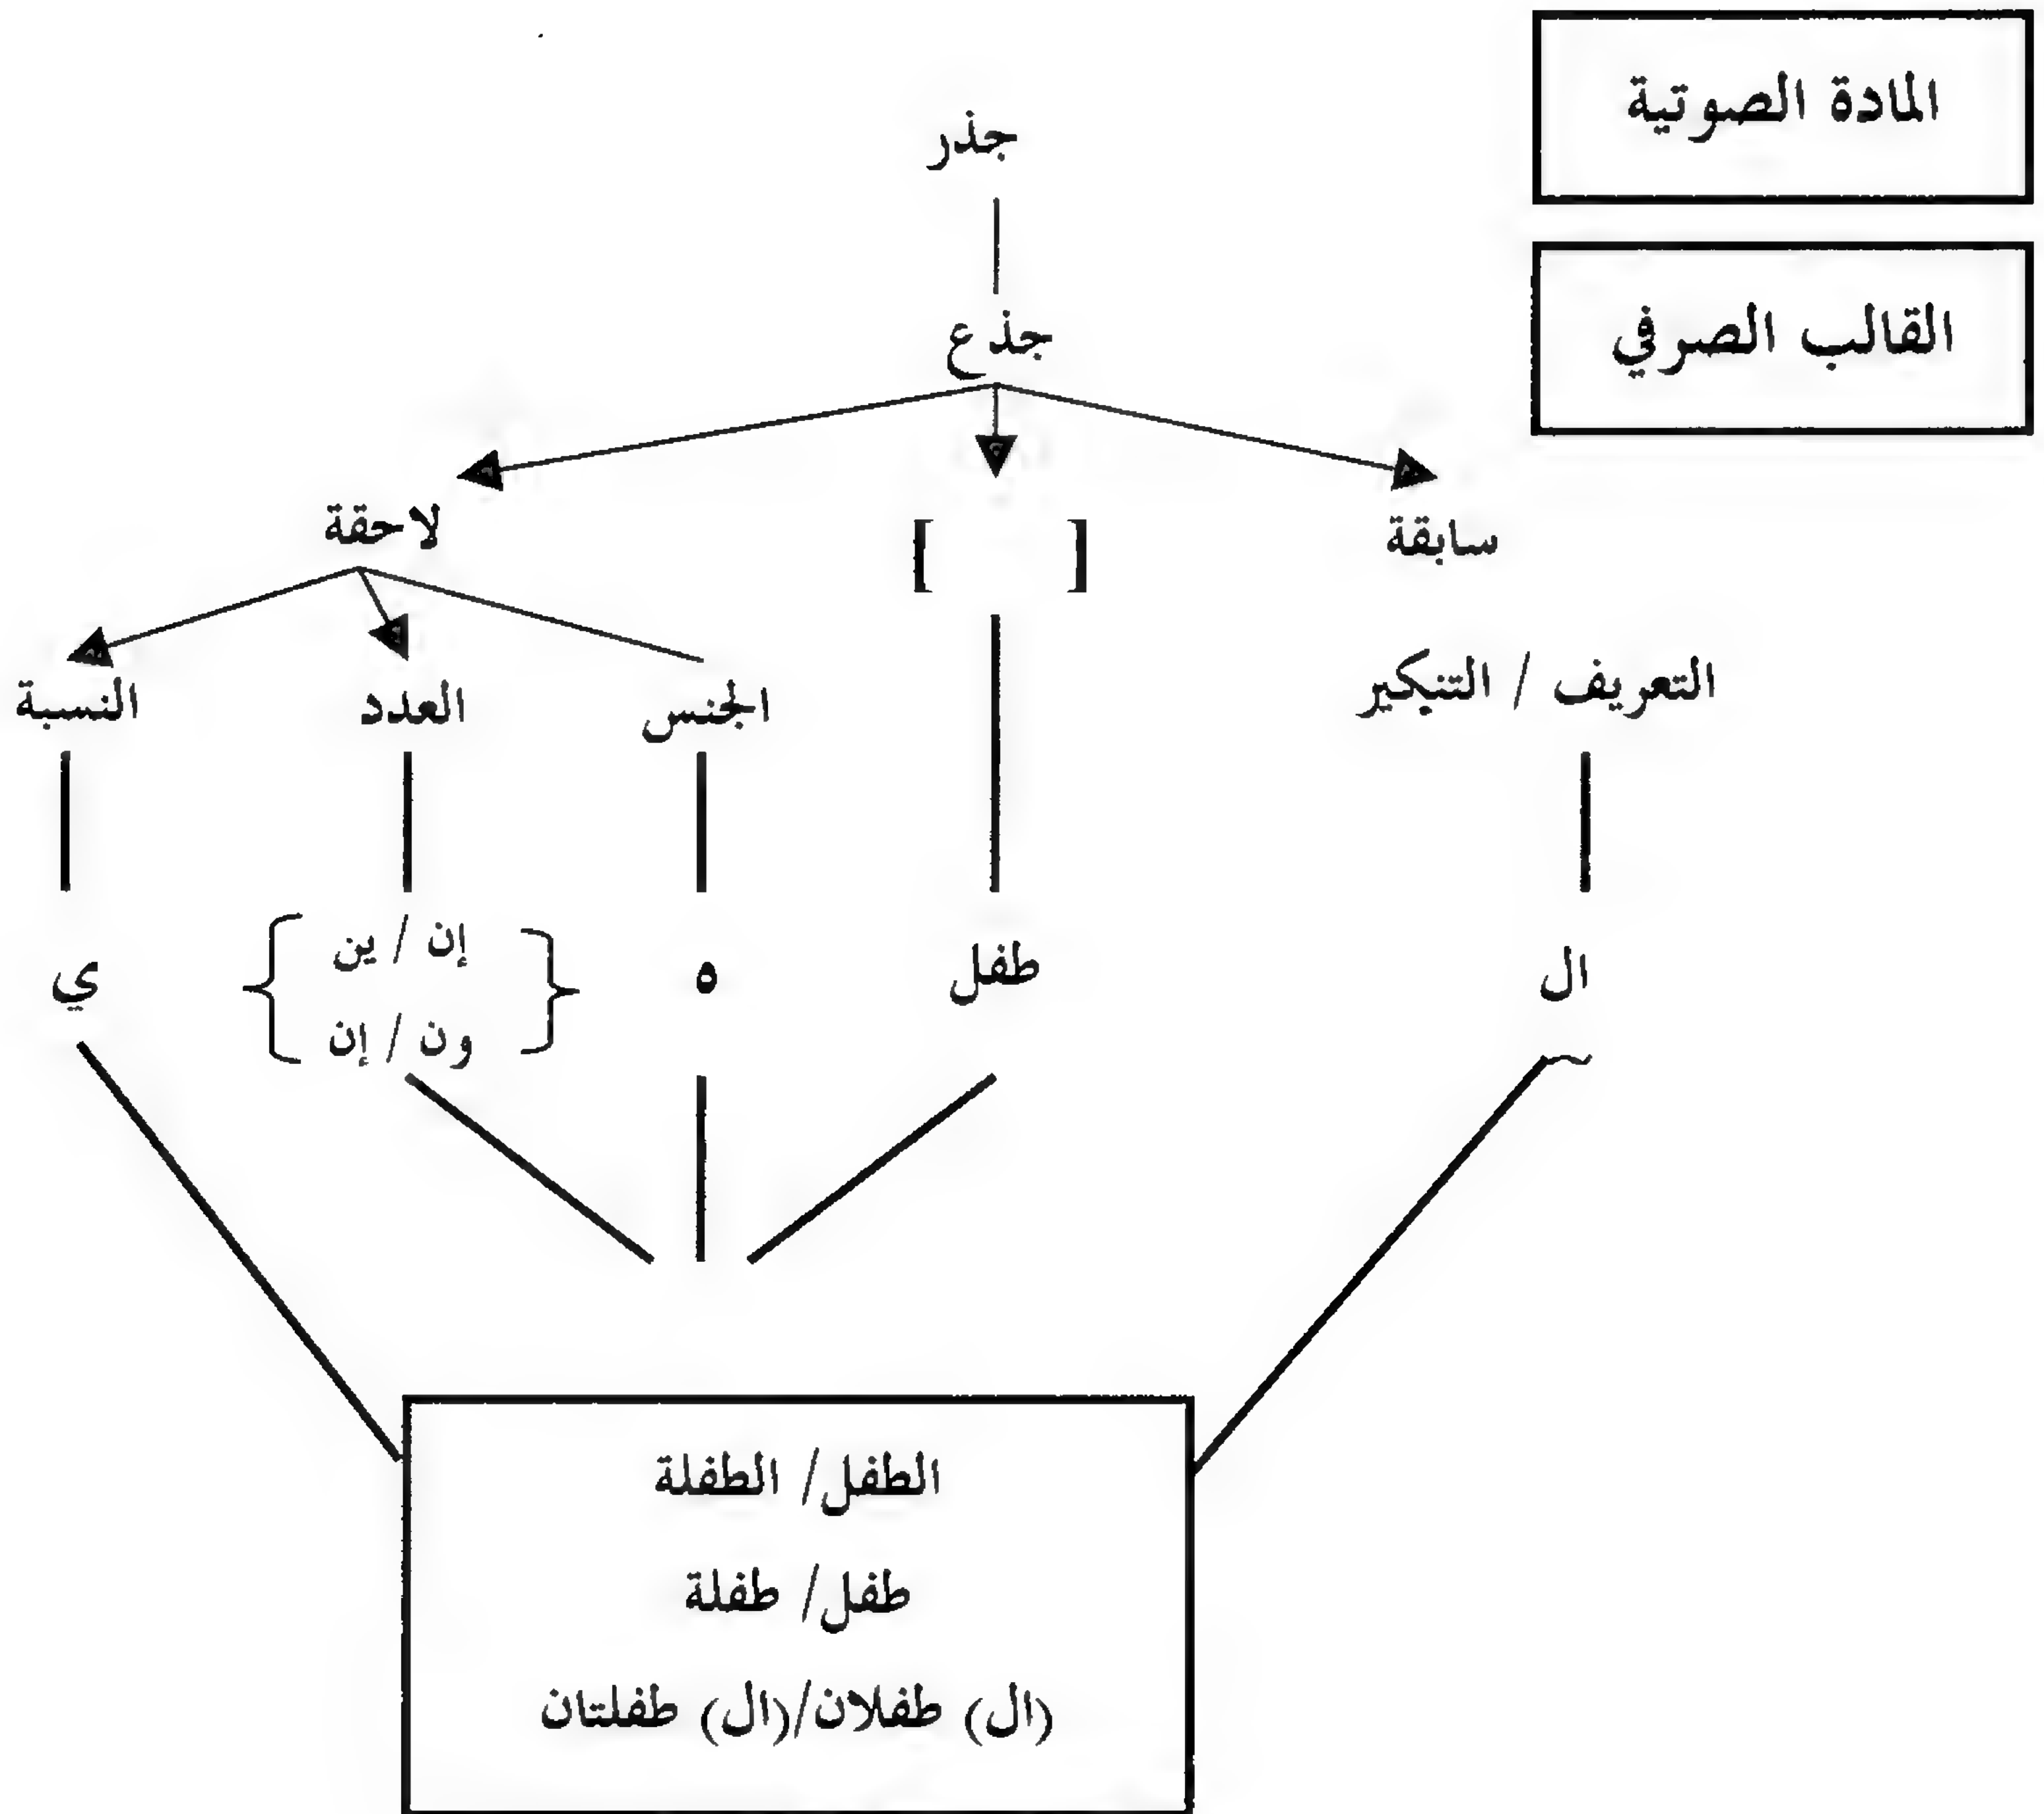 المادة الصوتية
جذر
القالب الصرفي
جذع
سابقة
[ ]
لاحقة
التعريف / التنكير
الجنس
العدد
النسبة
ال
طفل
ه
{ إن / ين
ون / إن }
ي
الطفل/ الطفلة
طفل/ طفلة
(ال) طفلان/(ال) طفلتان